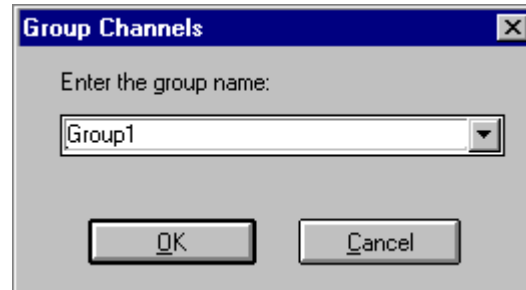 Group Channels
Enter the group name:
Group1
OK
Cancel